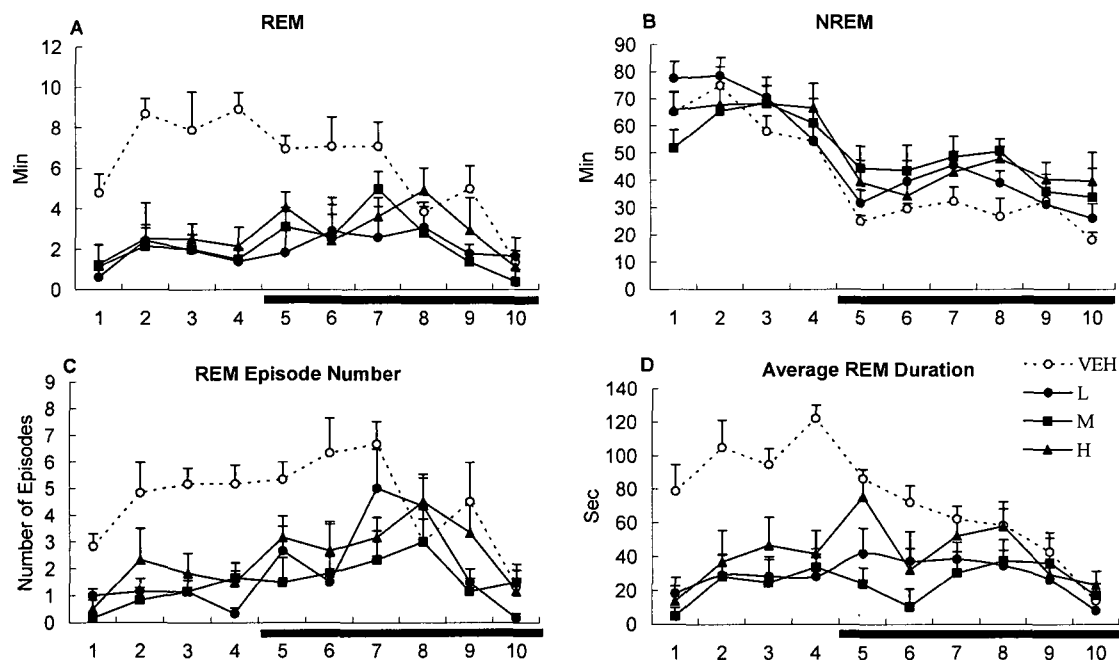 A
REM
12
10
8
6
4
2
0
Min
1 2 3 4 5 6 7 8 9 10
B
NREM
90
80
70
60
50
40
30
20
10
0
Min
1 2 3 4 5 6 7 8 9 10
C
REM Episode Number
9
8
7
6
5
4
3
2
1
0
Number of Episodes
1 2 3 4 5 6 7 8 9 10
D
Average REM Duration
140
120
100
80
60
40
20
0
Sec
1 2 3 4 5 6 7 8 9 10
VEH
L
M
H